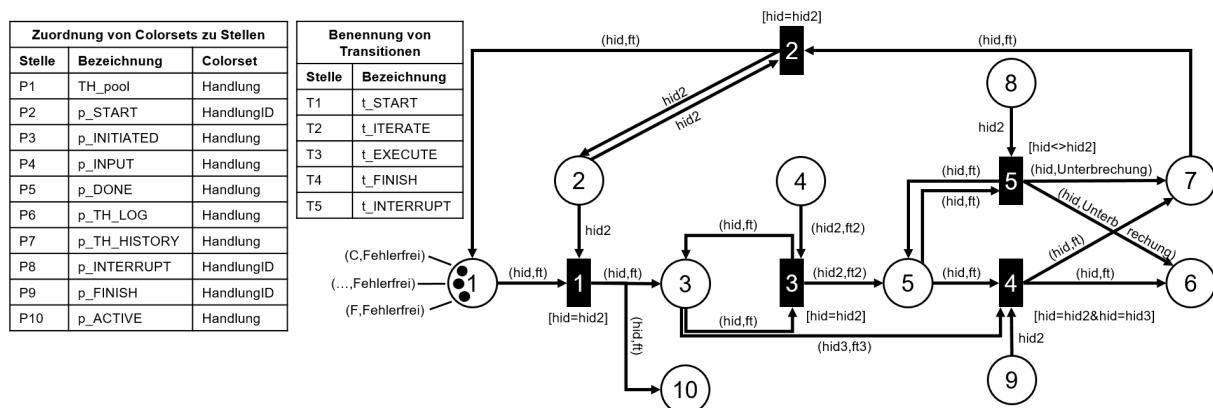 Zuordnung von Colorsets zu Stellen
Stelle Bezeichnung Colorset
P1 TH_pool Handlung
P2 p_START HandlungID
P3 p_INITIATED Handlung
P4 p_INPUT Handlung
P5 p_DONE Handlung
P6 p_TH_LOG Handlung
P7 p_TH_HISTORY Handlung
P8 p_INTERRUPT HandlungID
P9 p_FINISH HandlungID
P10 p_ACTIVE Handlung
Benennung von
Transitionen
Stelle Bezeichnung
T1 t_START
T2 t_ITERATE
T3 t_EXECUTE
T4 t_FINISH
T5 t_INTERRUPT
[hid=hid2]
(hid,ft)
2
(hid,ft)
hid2
hid2
8
hid2
[hid<>hid2]
2
4
(hid,ft)
5
(hid,Unterbrechung)
7
(hid,ft)
(hid,Unterb rechung)
hid2
(hid,ft)
(hid2,ft2)
(hid,ft)
(C,Fehlerfrei)
(...,Fehlerfrei)
(F,Fehlerfrei)
1
(hid,ft)
1
(hid,ft)
3
3
(hid2,ft2)
5
(hid,ft)
4
(hid,ft)
6
[hid=hid2]
(hid,ft)
[hid=hid2]
[hid=hid2&hid=hid3]
(hid,ft)
(hid3,ft3)
hid2
10
9